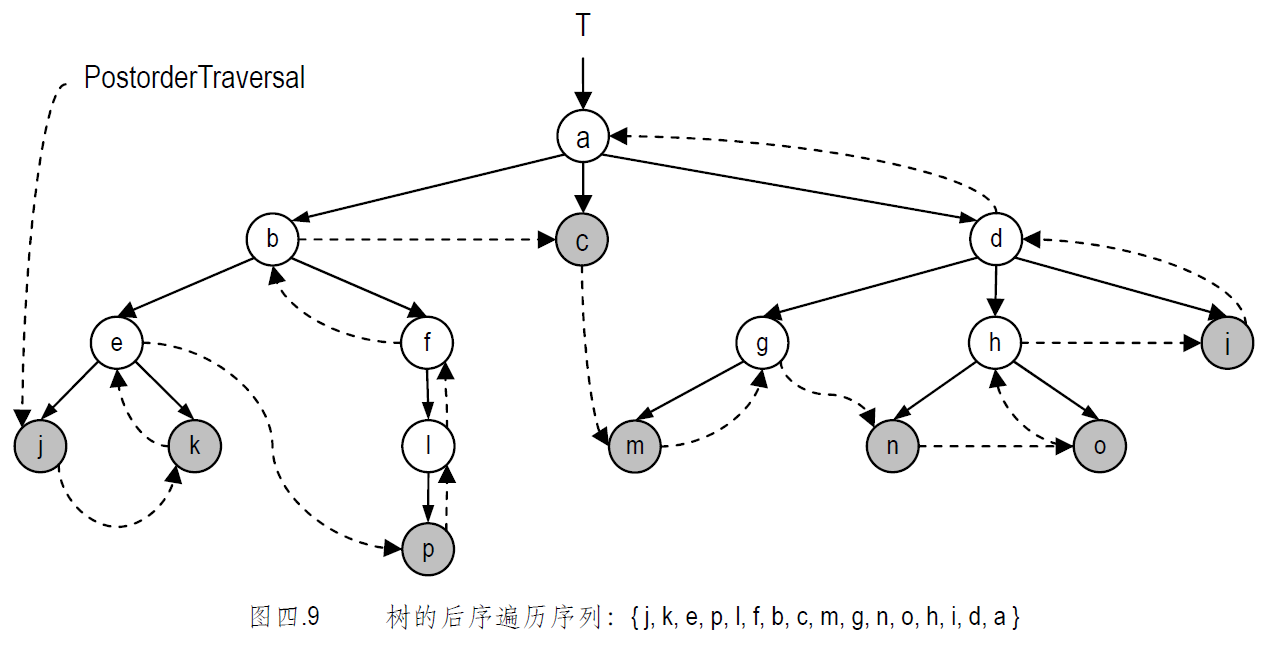 T
PostorderTraversal
a
b
c
d
e
f
g
h
i
j
k
l
m
n
o
p
图四.9 树的后序遍历序列：{ j, k, e, p, l, f, b, c, m, g, n, o, h, i, d, a }